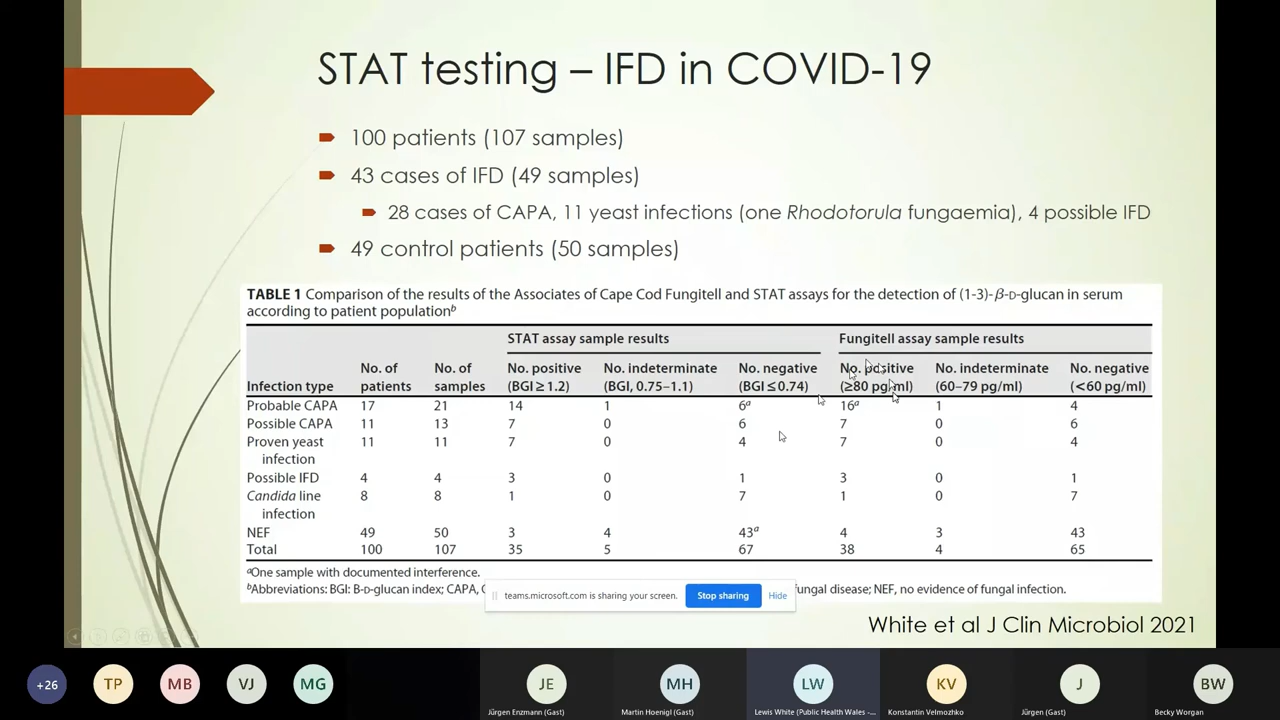 STAT testing – IFD in COVID-19
100 patients (107 samples)
43 cases of IFD (49 samples)
28 cases of CAPA, 11 yeast infections (one Rhodotorula fungaemia), 4 possible IFD
49 control patients (50 samples)
TABLE 1 Comparison of the results of the Associates of Cape Cod Fungitell and STAT assays for the detection of (1-3)-β-D-glucan in serum
according to patient populationᵇ
STAT assay sample results Fungitell assay sample results
No. of No. of No. positive No. indeterminate No. negative No. positive No. indeterminate No. negative
Infection type patients samples (BGI ≥ 1.2) (BGI, 0.75–1.1) (BGI ≤ 0.74) (≥80 pg/ml) (60–79 pg/ml) (<60 pg/ml)
Probable CAPA 17 21 14 1 6ᵃ 16ᵃ 1 4
Possible CAPA 11 13 7 0 6 7 0 6
Proven yeast 11 11 7 0 4 7 0 4
infection
Possible IFD 4 4 3 0 1 3 0 1
Candida line 8 8 1 0 7 1 0 7
infection
NEF 49 50 3 4 43ᵃ 4 3 43
Total 100 107 35 5 67 38 4 65
ᵃOne sample with documented interference.
ᵇAbbreviations: BGI: B-D-glucan index; CAPA, ungal disease; NEF, no evidence of fungal infection.
teams.microsoft.com is sharing your screen. Stop sharing Hide
White et al J Clin Microbiol 2021
+26 TP MB VJ MG JE MH LW KV J BW
Jürgen Enzmann (Gast) Martin Hoenigl (Gast) Lewis White (Public Health Wales -... Konstantin Velmozhko Jürgen (Gast) Becky Worgan